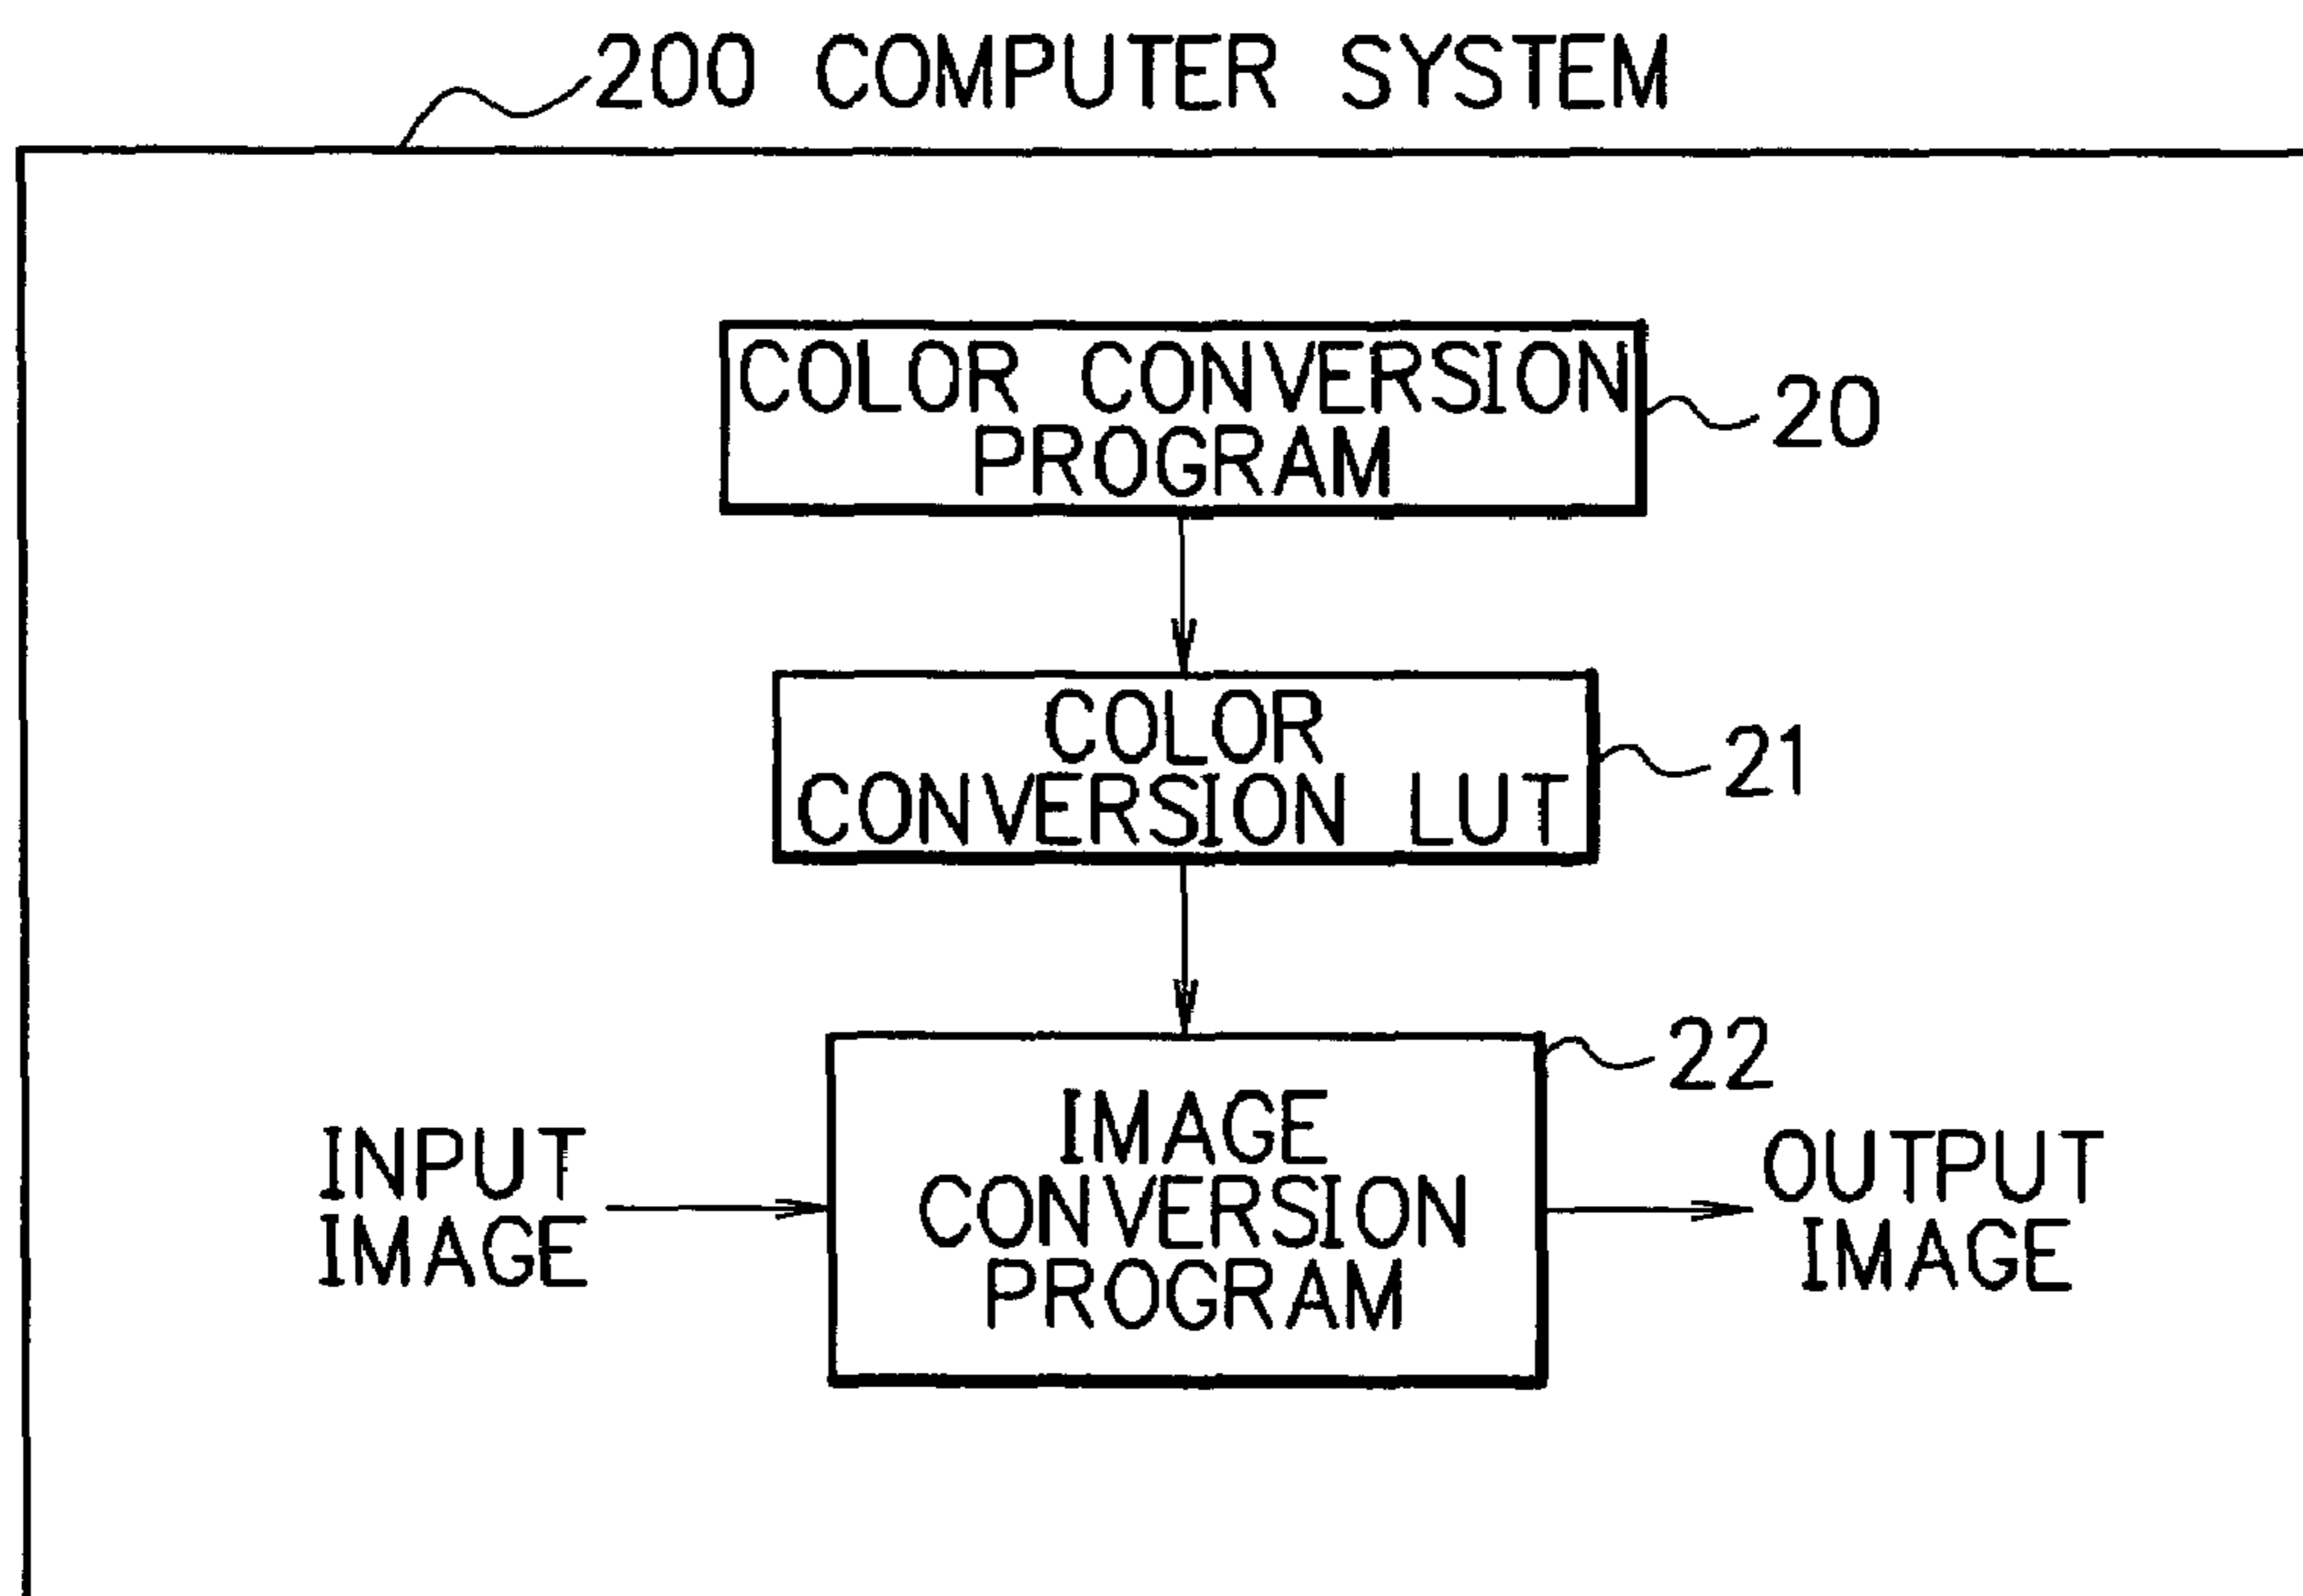 200 COMPUTER SYSTEM
COLOR CONVERSION
PROGRAM
20
COLOR
CONVERSION LUT
21
22
IMAGE
CONVERSION
PROGRAM
INPUT
IMAGE
OUTPUT
IMAGE